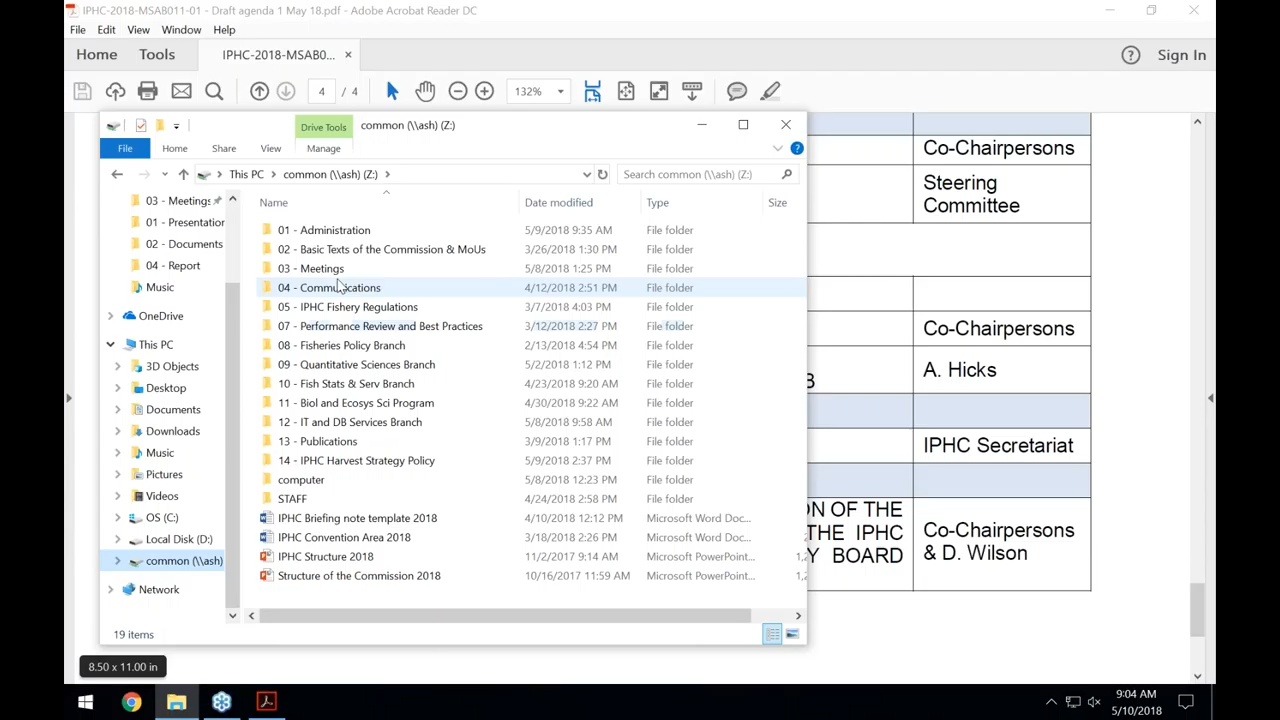 IPHC-2018-MSAB011-01 - Draft agenda 1 May 18.pdf - Adobe Acrobat Reader DC
File Edit View Window Help
Home Tools IPHC-2018-MSAB0... × Sign In
4 / 4 132%
Drive Tools common (\\ash) (Z:)
File Home Share View Manage
This PC common (\\ash) (Z:) Search common (\\ash) (Z:)
03 - Meetings
01 - Presentation
02 - Documents
04 - Report
Music
OneDrive
This PC
3D Objects
Desktop
Documents
Downloads
Music
Pictures
Videos
OS (C:)
Local Disk (D:)
common (\\ash)
Network
Name Date modified Type Size
01 - Administration 5/9/2018 9:35 AM File folder
02 - Basic Texts of the Commission & MoUs 3/26/2018 1:30 PM File folder
03 - Meetings 5/8/2018 1:25 PM File folder
04 - Communications 4/12/2018 2:51 PM File folder
05 - IPHC Fishery Regulations 3/7/2018 4:03 PM File folder
07 - Performance Review and Best Practices 3/12/2018 2:27 PM File folder
08 - Fisheries Policy Branch 2/13/2018 4:54 PM File folder
09 - Quantitative Sciences Branch 5/2/2018 1:12 PM File folder
10 - Fish Stats & Serv Branch 4/23/2018 9:20 AM File folder
11 - Biol and Ecosys Sci Program 4/30/2018 9:22 AM File folder
12 - IT and DB Services Branch 5/8/2018 9:58 AM File folder
13 - Publications 3/9/2018 1:17 PM File folder
14 - IPHC Harvest Strategy Policy 5/9/2018 2:37 PM File folder
computer 5/8/2018 12:23 PM File folder
STAFF 4/24/2018 2:58 PM File folder
IPHC Briefing note template 2018 4/10/2018 12:12 PM Microsoft Word Doc...
IPHC Convention Area 2018 3/18/2018 2:26 PM Microsoft Word Doc...
IPHC Structure 2018 11/2/2017 9:14 AM Microsoft PowerPoint... 1,2
Structure of the Commission 2018 10/16/2017 11:59 AM Microsoft PowerPoint... 1,2
19 items
Co-Chairpersons
Steering
Committee
Co-Chairpersons
A. Hicks
IPHC Secretariat
ON OF THE
THE IPHC
BOARD
Co-Chairpersons
& D. Wilson
8.50 x 11.00 in
9:04 AM
5/10/2018